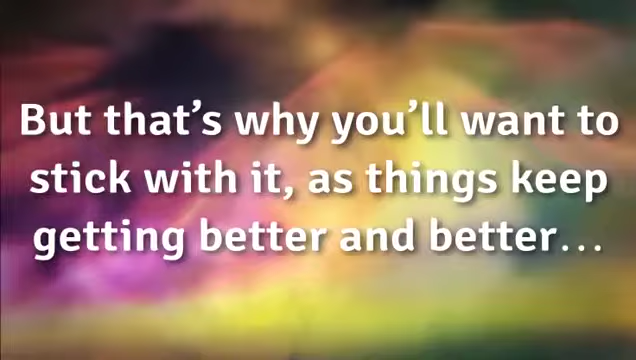 But that’s why you’ll want to
stick with it, as things keep
getting better and better…